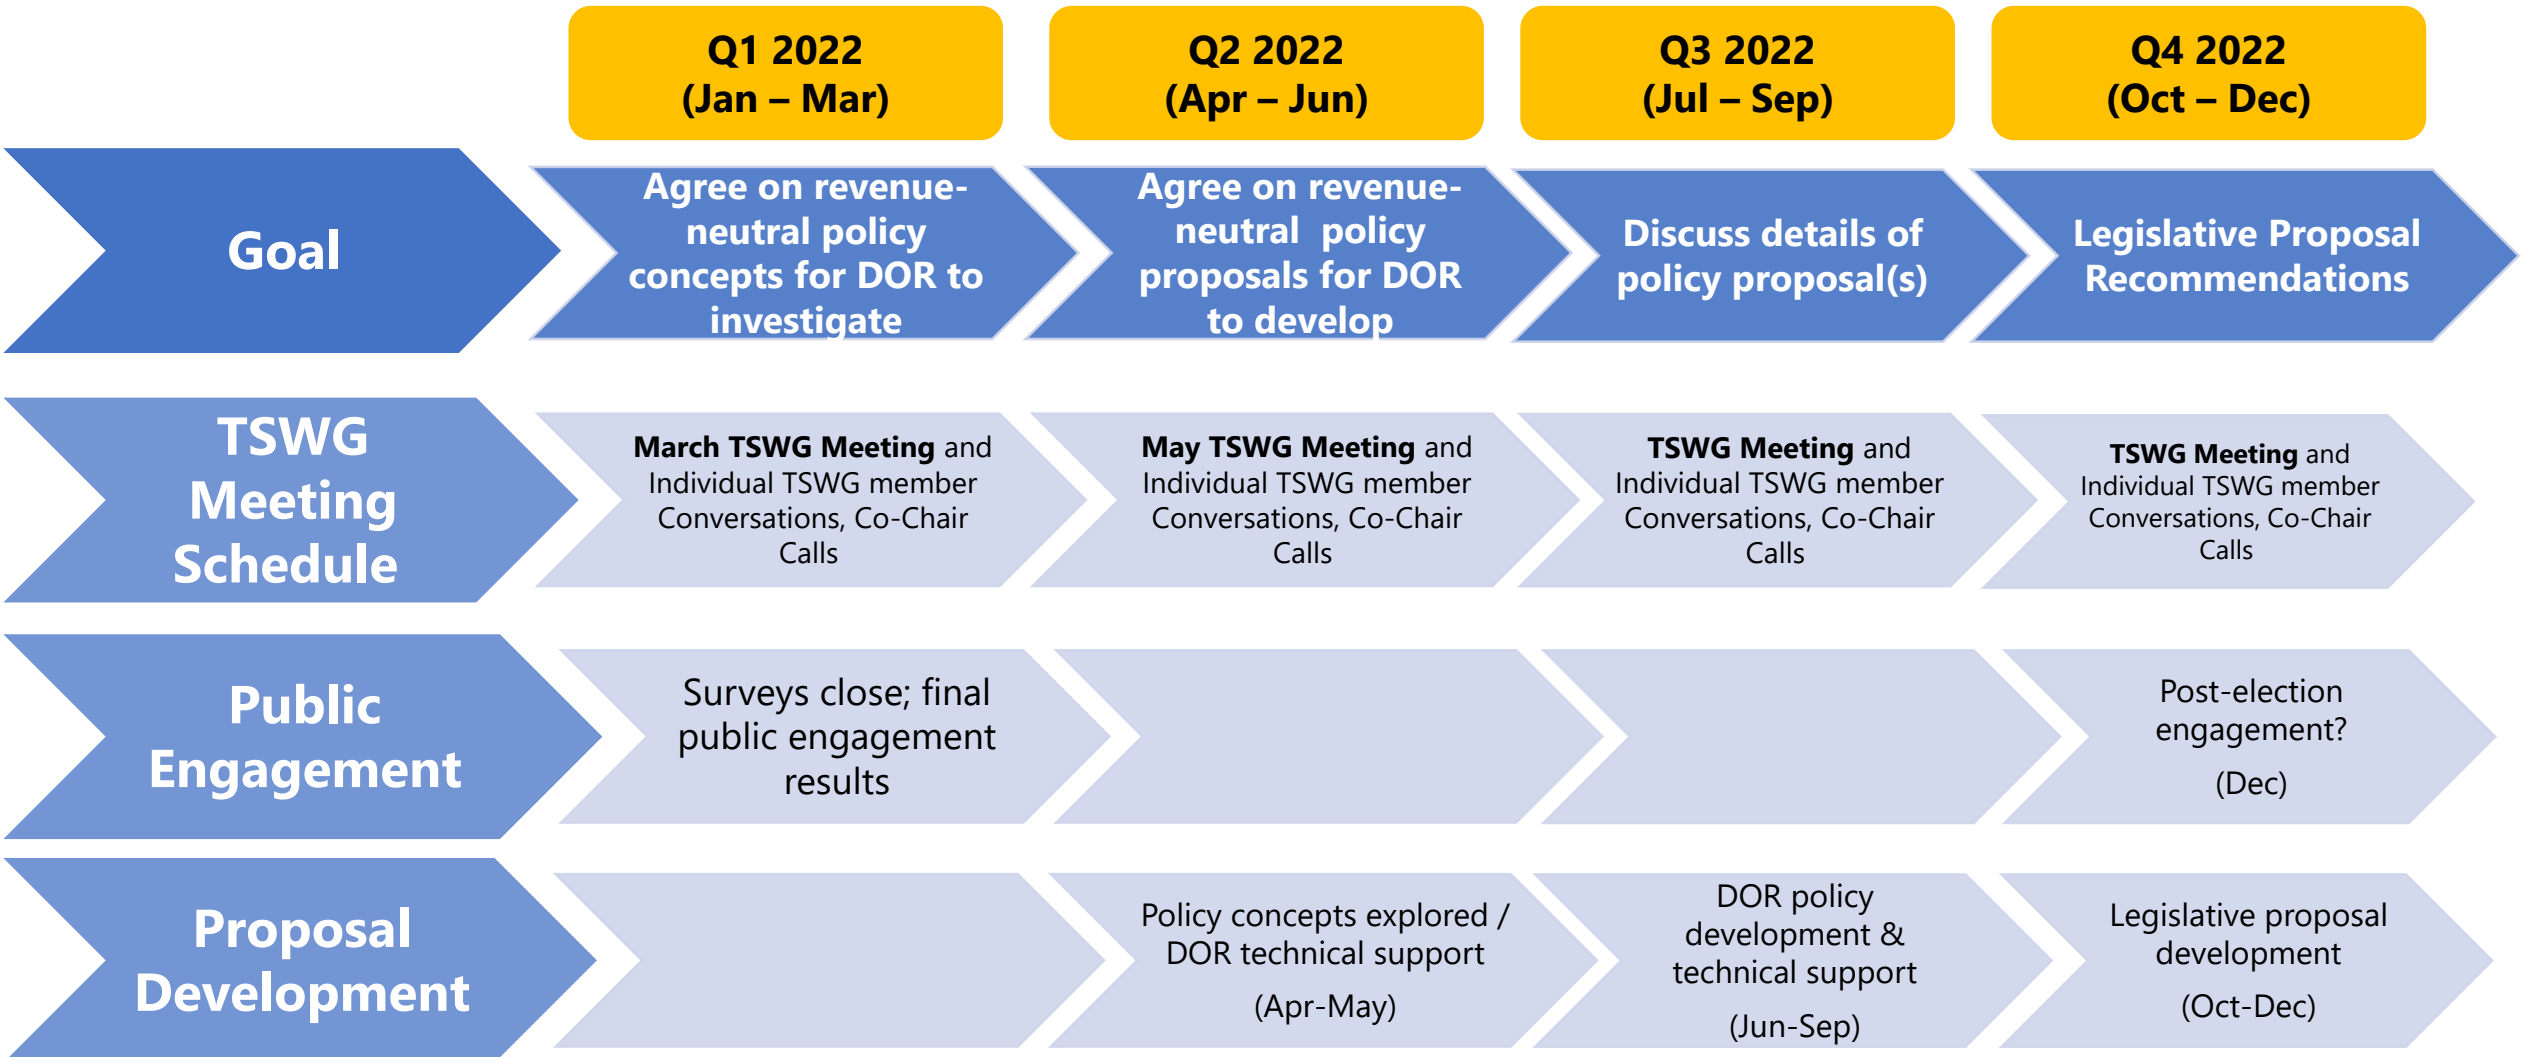 Q1 2022
(Jan – Mar)
Q2 2022
(Apr – Jun)
Q3 2022
(Jul – Sep)
Q4 2022
(Oct – Dec)
Goal
Agree on revenue-
neutral policy
concepts for DOR to
investigate
Agree on revenue-
neutral policy
proposals for DOR
to develop
Discuss details of
policy proposal(s)
Legislative Proposal
Recommendations
TSWG
Meeting
Schedule
March TSWG Meeting and
Individual TSWG member
Conversations, Co-Chair
Calls
May TSWG Meeting and
Individual TSWG member
Conversations, Co-Chair
Calls
TSWG Meeting and
Individual TSWG member
Conversations, Co-Chair
Calls
TSWG Meeting and
Individual TSWG member
Conversations, Co-Chair
Calls
Public
Engagement
Surveys close; final
public engagement
results
Post-election
engagement?
(Dec)
Proposal
Development
Policy concepts explored /
DOR technical support
(Apr-May)
DOR policy
development &
technical support
(Jun-Sep)
Legislative proposal
development
(Oct-Dec)